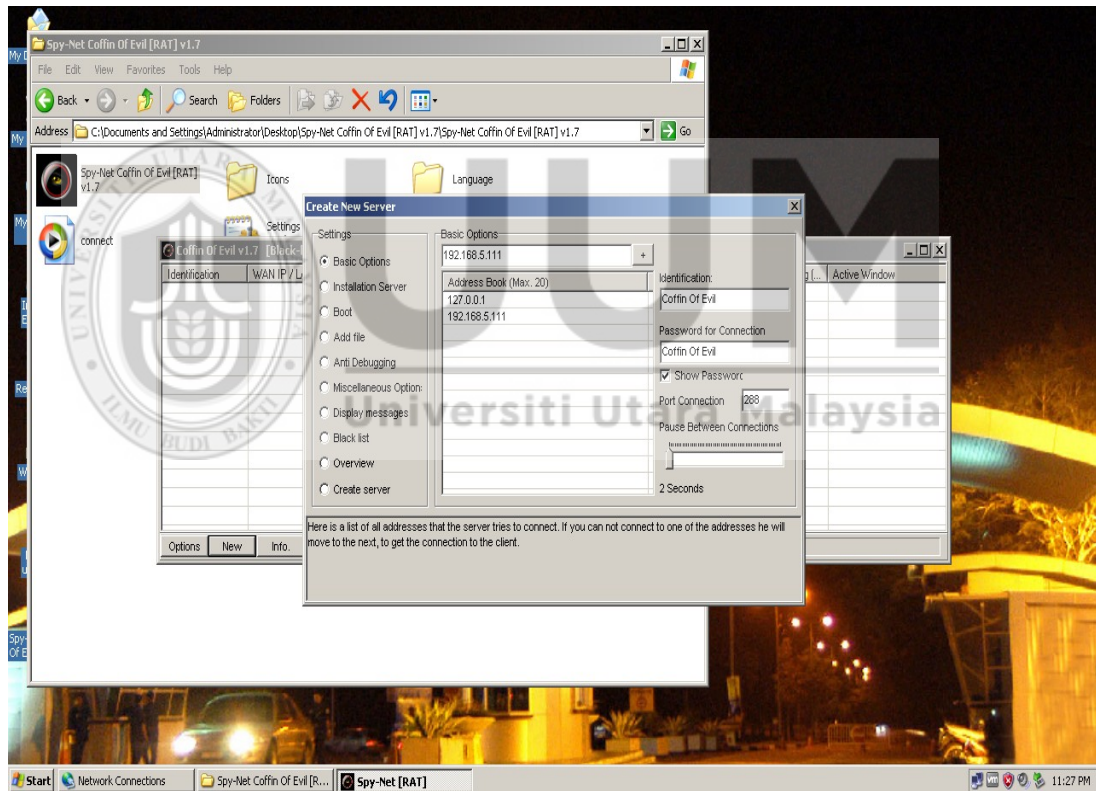 Spy-Net Coffin Of Evil [RAT] v1.7
File Edit View Favorites Tools Help
Back Search Folders
Address C:\Documents and Settings\Administrator\Desktop\Spy-Net Coffin Of Evil [RAT] v1.7\Spy-Net Coffin Of Evil [RAT] v1.7 Go
Spy-Net Coffin Of Evil [RAT]
v1.7
Icons
Language
connect
Settings
UUM
Universiti Utara Malaysia
UNIVERSITI UTARA MALAYSIA
ILMU BUDI BAKTI
Coffin Of Evil v1.7
Identification
WAN IP /
Active Window
Options New Info.
Create New Server
Settings
Basic Options
Installation Server
Boot
Add file
Anti Debugging
Miscellaneous Option:
Display messages
Black list
Overview
Create server
Basic Options
192.168.5.111 +
Address Book (Max. 20)
127.0.0.1
192.168.5.111
Identification:
Coffin Of Evil
Password for Connection
Coffin Of Evil
Show Password
Port Connection 288
Pause Between Connections
2 Seconds
Here is a list of all addresses that the server tries to connect. If you can not connect to one of the addresses he will
move to the next, to get the connection to the client.
Start Network Connections Spy-Net Coffin Of Evil [R... Spy-Net [RAT] 11:27 PM